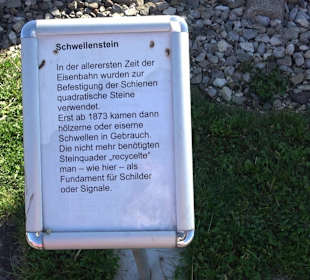 Schwellenstein
In der allerersten Zeit der
Eisenbahn wurden zur
Befestigung der Schienen
quadratische Steine
verwendet.
Erst ab 1873 kamen dann
hölzerne oder eiserne
Schwellen in Gebrauch.
Die nicht mehr benötigten
Steinquader „recycelte"
man – wie hier – als
Fundament für Schilder
oder Signale.